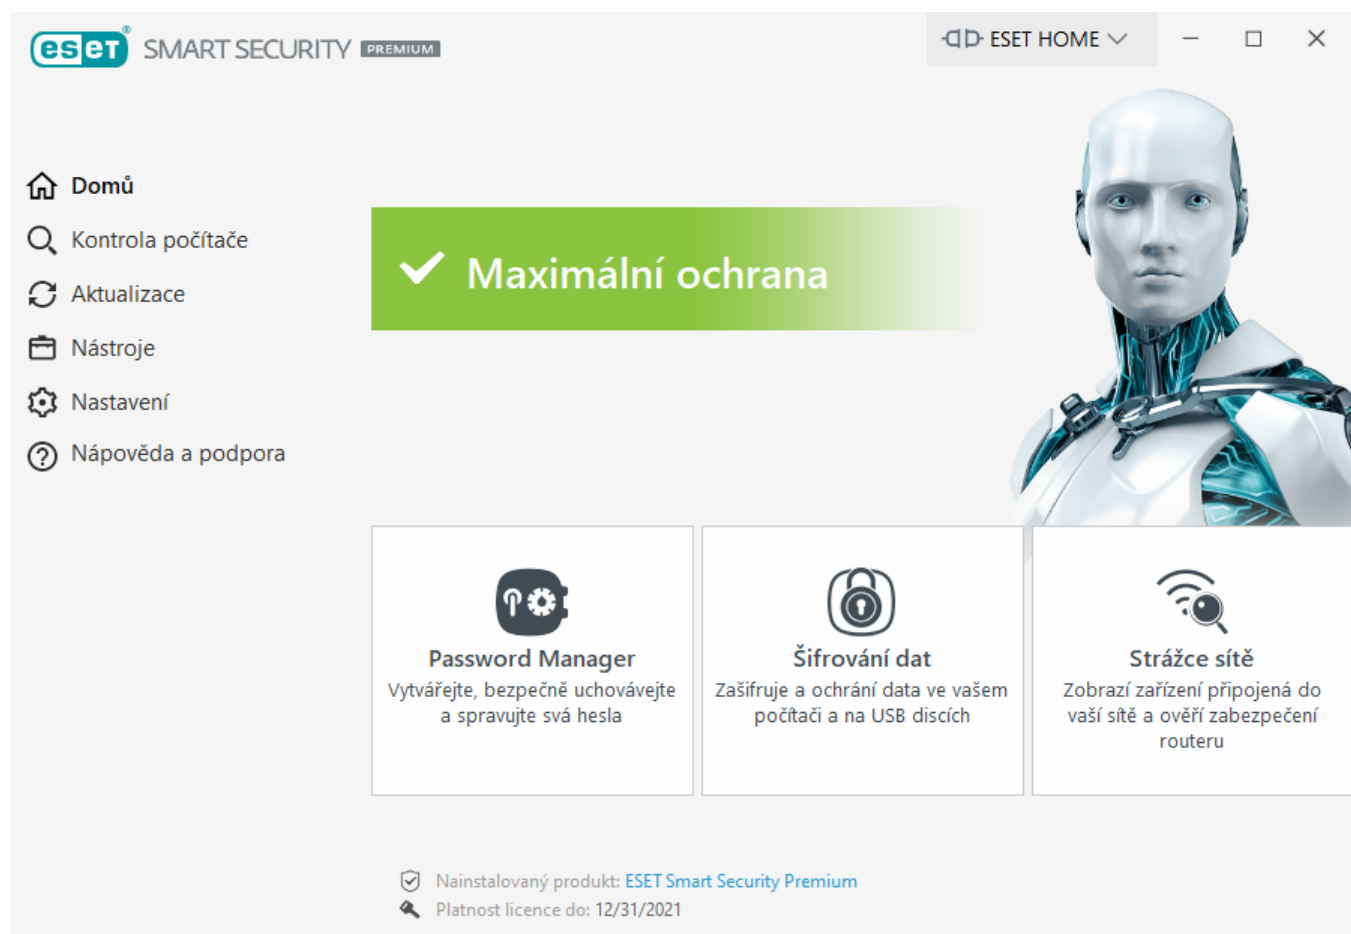 eset® SMART SECURITY PREMIUM
ESET HOME
Domů
Kontrola počítače
Aktualizace
Nástroje
Nastavení
Nápověda a podpora
Maximální ochrana
Password Manager
Vytvářejte, bezpečně uchovávejte
a spravujte svá hesla
Šifrování dat
Zašifruje a ochrání data ve vašem
počítači a na USB discích
Strážce sítě
Zobrazí zařízení připojená do
vaší sítě a ověří zabezpečení
routeru
Nainstalovaný produkt: ESET Smart Security Premium
Platnost licence do: 12/31/2021